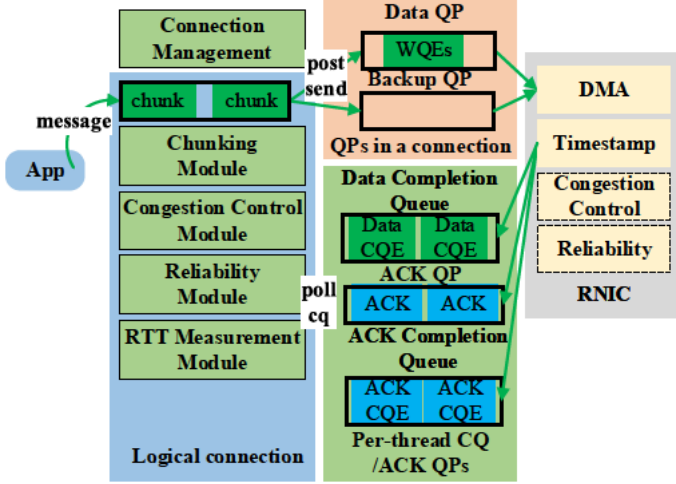 Connection
Management
chunk
chunk
message
App
Chunking
Module
Congestion Control
Module
Reliability
Module
RTT Measurement
Module
Logical connection
post
send
poll
cq
Data QP
WQEs
Backup QP
QPs in a connection
Data Completion
Queue
Data
CQE
Data
CQE
ACK QP
ACK
ACK
ACK Completion
Queue
ACK
CQE
ACK
CQE
Per-thread CQ
/ACK QPs
DMA
Timestamp
Congestion
Control
Reliability
RNIC